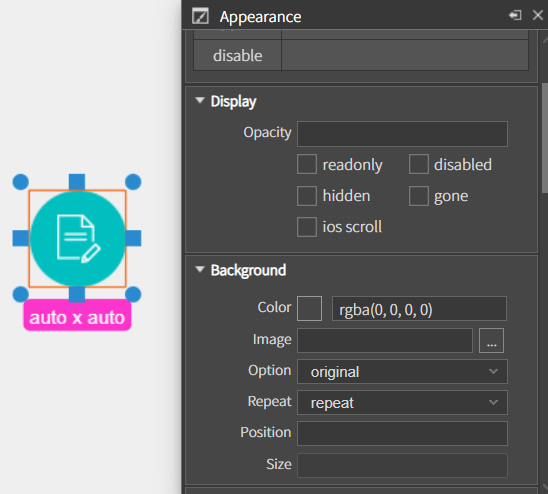 Appearance
disable
Display
Opacity
readonly disabled
hidden gone
ios scroll
Background
Color rgba(0, 0, 0, 0)
Image ...
Option original
Repeat repeat
Position
Size
auto x auto